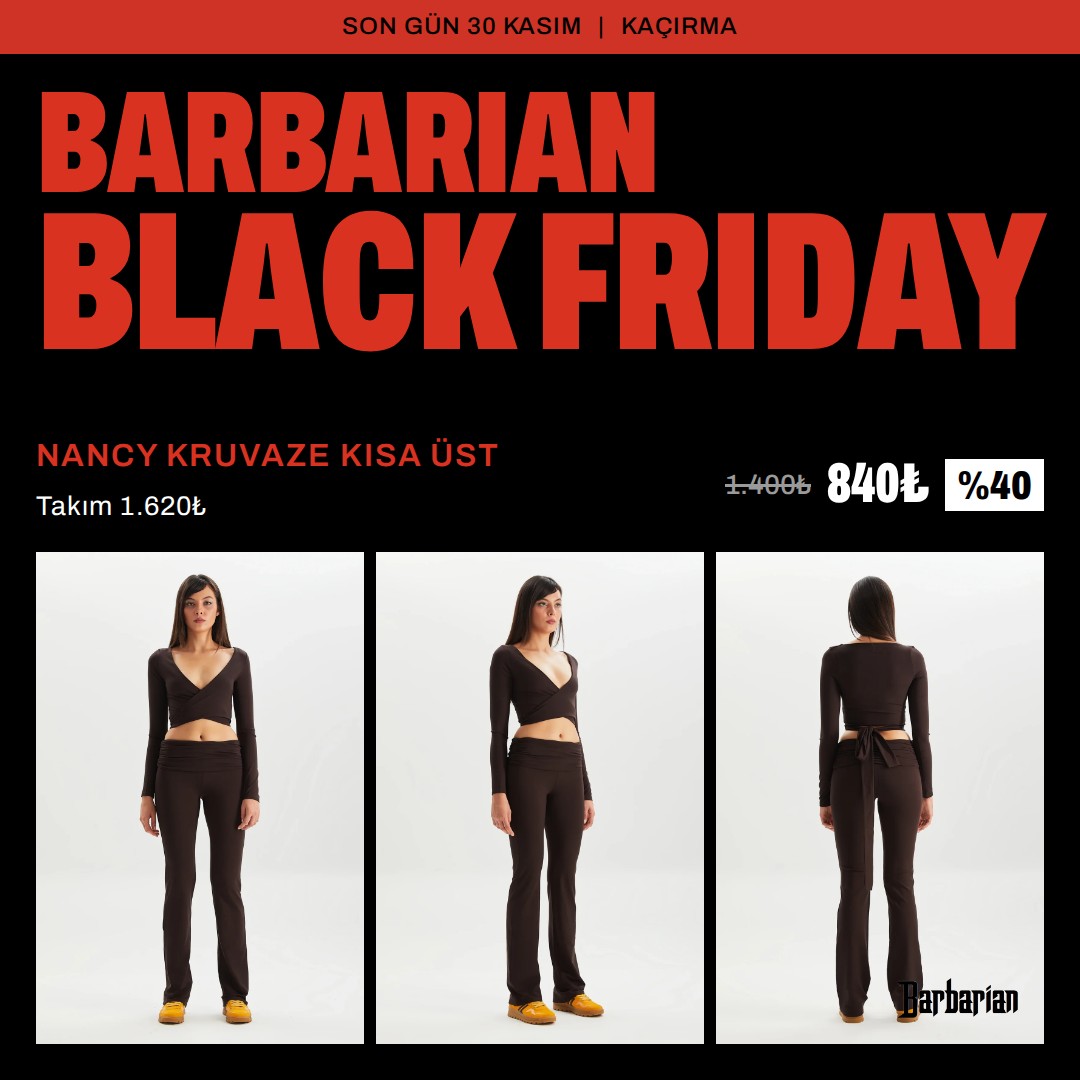 SON GÜN 30 KASIM | KAÇIRMA
BARBARIAN
BLACK FRIDAY
NANCY KRUVAZE KISA ÜST
Takım 1.620₺
1.400₺ 840₺ %40
Barbarian